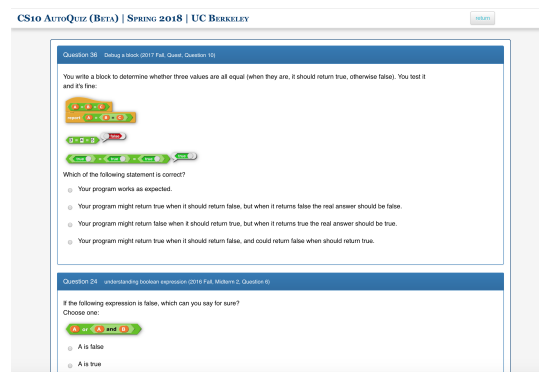 CS10 AutoQuiz (Beta) | Spring 2018 | UC Berkeley
return
Question 36 Debug a block (2017 Fall, Quest, Question 10)
You write a block to determine whether three values are all equal (when they are, it should return true, otherwise false). You test it
and it's fine:
A = B = C
report A = B = C
false
true = true = true true
Which of the following statement is correct?
Your program works as expected.
Your program might return true when it should return false, but when it returns false the real answer should be false.
Your program might return false when it should return true, but when it returns true the real answer should be true.
Your program might return true when it should return false, and could return false when should return true.
Question 24 understanding boolean expression (2016 Fall, Midterm 2, Question 6)
If the following expression is false, which can you say for sure?
Choose one:
A or A and B
A is false
A is true